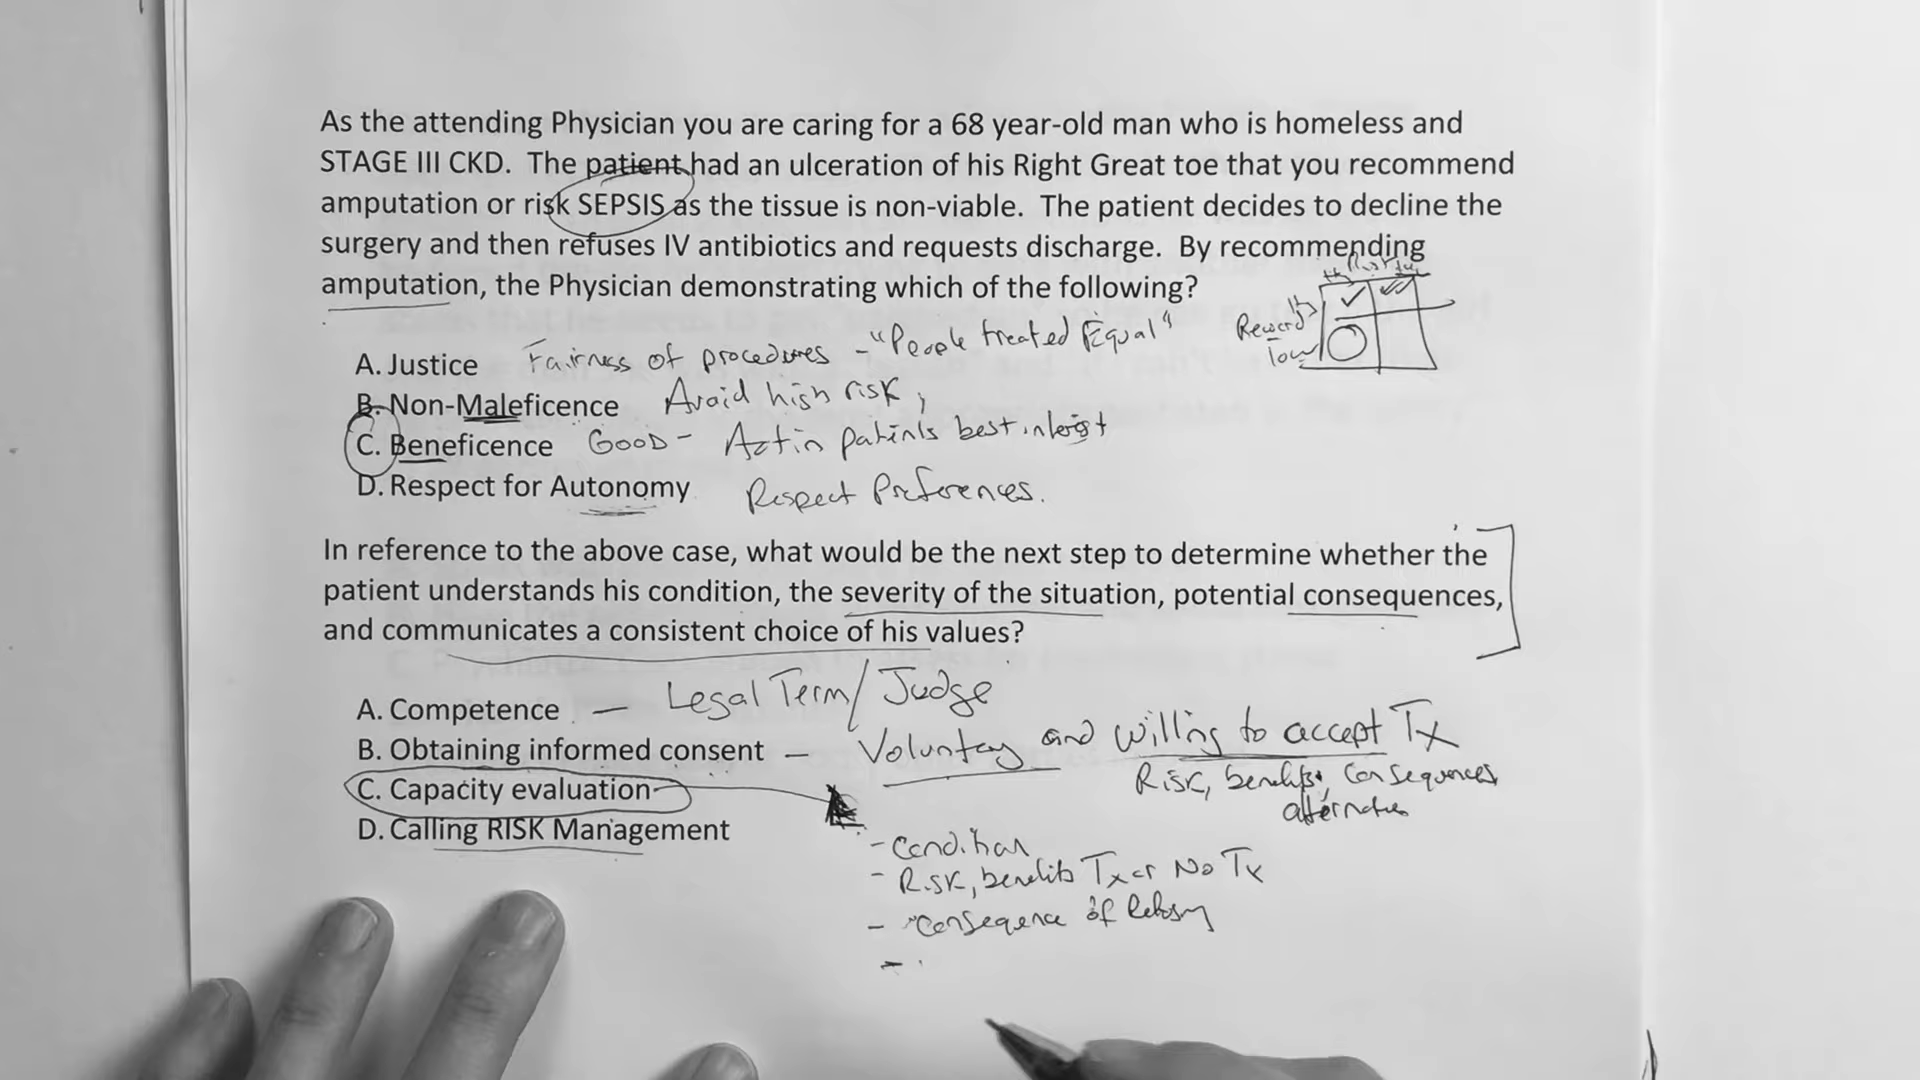 As the attending Physician you are caring for a 68 year-old man who is homeless and
STAGE III CKD. The patient had an ulceration of his Right Great toe that you recommend
amputation or risk SEPSIS as the tissue is non-viable. The patient decides to decline the
surgery and then refuses IV antibiotics and requests discharge. By recommending
amputation, the Physician demonstrating which of the following?
Risk
Reward
low
A. Justice Fairness of procedures - "People treated Equal"
B. Non-Maleficence Avoid high risk,
C. Beneficence GOOD - Act in patients best interest
D. Respect for Autonomy Respect Preferences.
In reference to the above case, what would be the next step to determine whether the
patient understands his condition, the severity of the situation, potential consequences,
and communicates a consistent choice of his values?
A. Competence - Legal Term/Judge
B. Obtaining informed consent - Voluntary and willing to accept Tx
Risk, benefits, Consequences
alternatives
C. Capacity evaluation
D. Calling RISK Management
- Condition
- Risk, benefits Tx or No Tx
- Consequence of
-